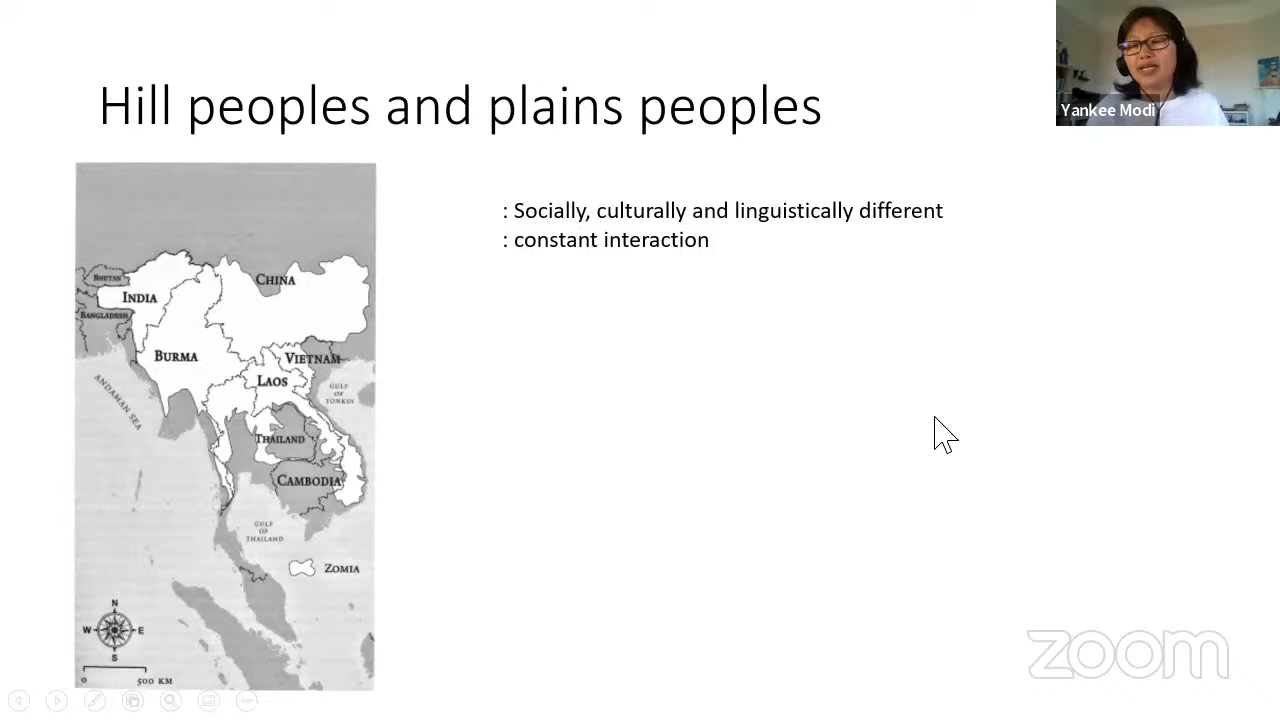 Hill peoples and plains peoples
Yankee Modi
: Socially, culturally and linguistically different
: constant interaction
BHUTAN
CHINA
INDIA
BANGLADESH
BURMA
VIETNAM
LAOS
ANDAMAN SEA
GULF
OF
TONKIN
THAILAND
CAMBODIA
GULF
OF
THAILAND
ZOMIA
N
W
E
S
0
500 KM
zoom